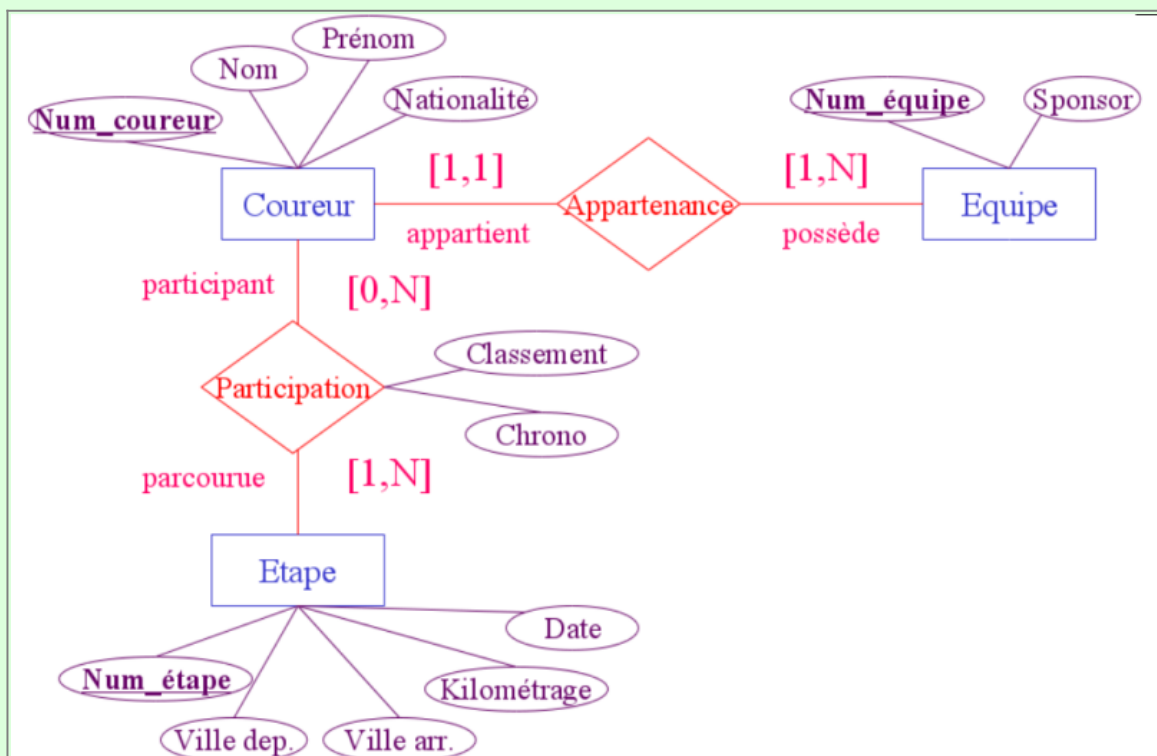 Prénom
Nom
Nationalité
Num_coureur
Num_équipe
Sponsor
[1,1]
[1,N]
Coureur
Appartenance
Equipe
appartient
possède
participant
[0,N]
Classement
Participation
Chrono
parcourue
[1,N]
Etape
Date
Num_étape
Kilométrage
Ville dep.
Ville arr.